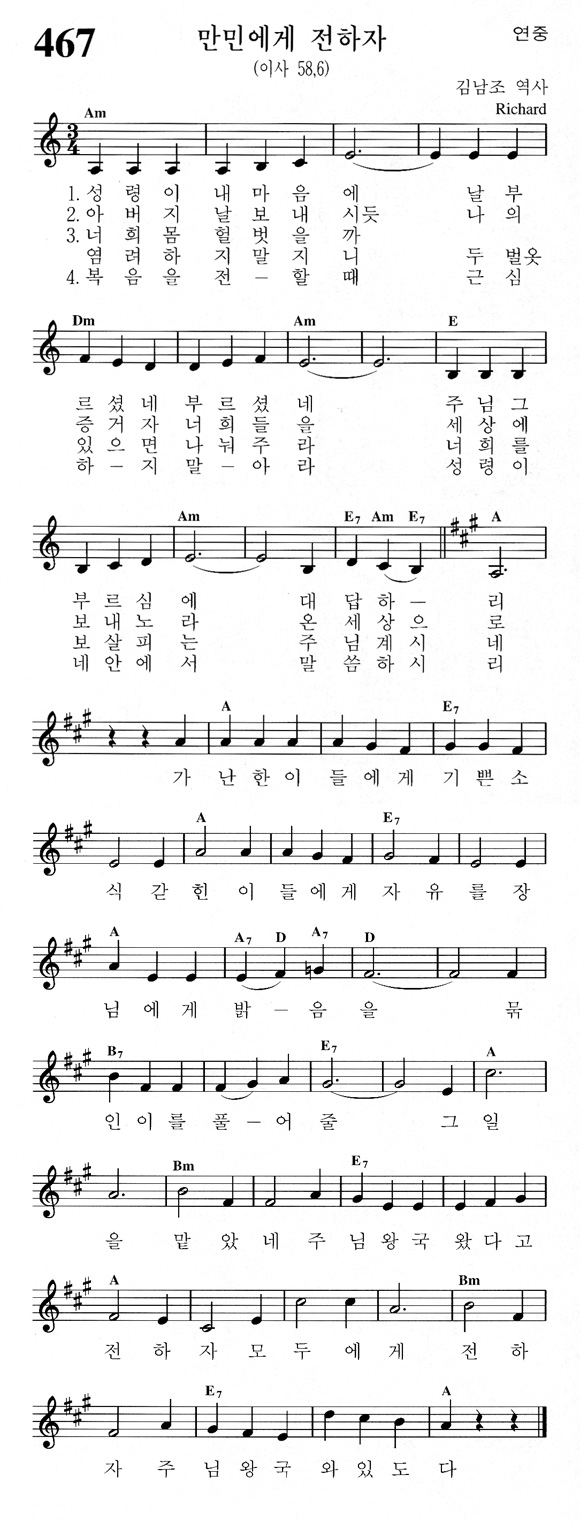 467
만민에게 전하자
연중
(이사 58,6)
김남조 역사
Richard
Am
1. 성 령 이 내 마 음 에 날 부
2. 아 버 지 날 보 내 시듯 나 의
3. 너 희 몸 헐 벗 을 까
염 려 하 지 말 지 니 두 벌옷
4. 복 음 을 전 – 할 때 근 심
Dm Am E
르 셨 네 부 르 셨 네 주 님 그
증 거 자 너 희 들 을 세 상 에
있 으 면 나 눠 주 라 너 희 를
하 – 지 말 – 아 라 성 령 이
Am E7 Am E7 A
부 르 심 에 대 답 하 – 리
보 내 노 라 온 세 상 으 로
보 살 피 는 주 님 계 시 네
네 안 에 서 말 씀 하 시 리
A E7
가 난 한 이 들 에 게 기 쁜 소
A E7
식 갇 힌 이 들 에 게 자 유 를 장
A A7 D A7 D
님 에 게 밝 – 음 을 묶
B7 E7 A
인 이 를 풀 – 어 줄 그 일
Bm E7
을 맡 았 네 주 님 왕 국 왔 다 고
A Bm
전 하 자 모 두 에 게 전 하
E7 A
자 주 님 왕 국 와 있 도 다